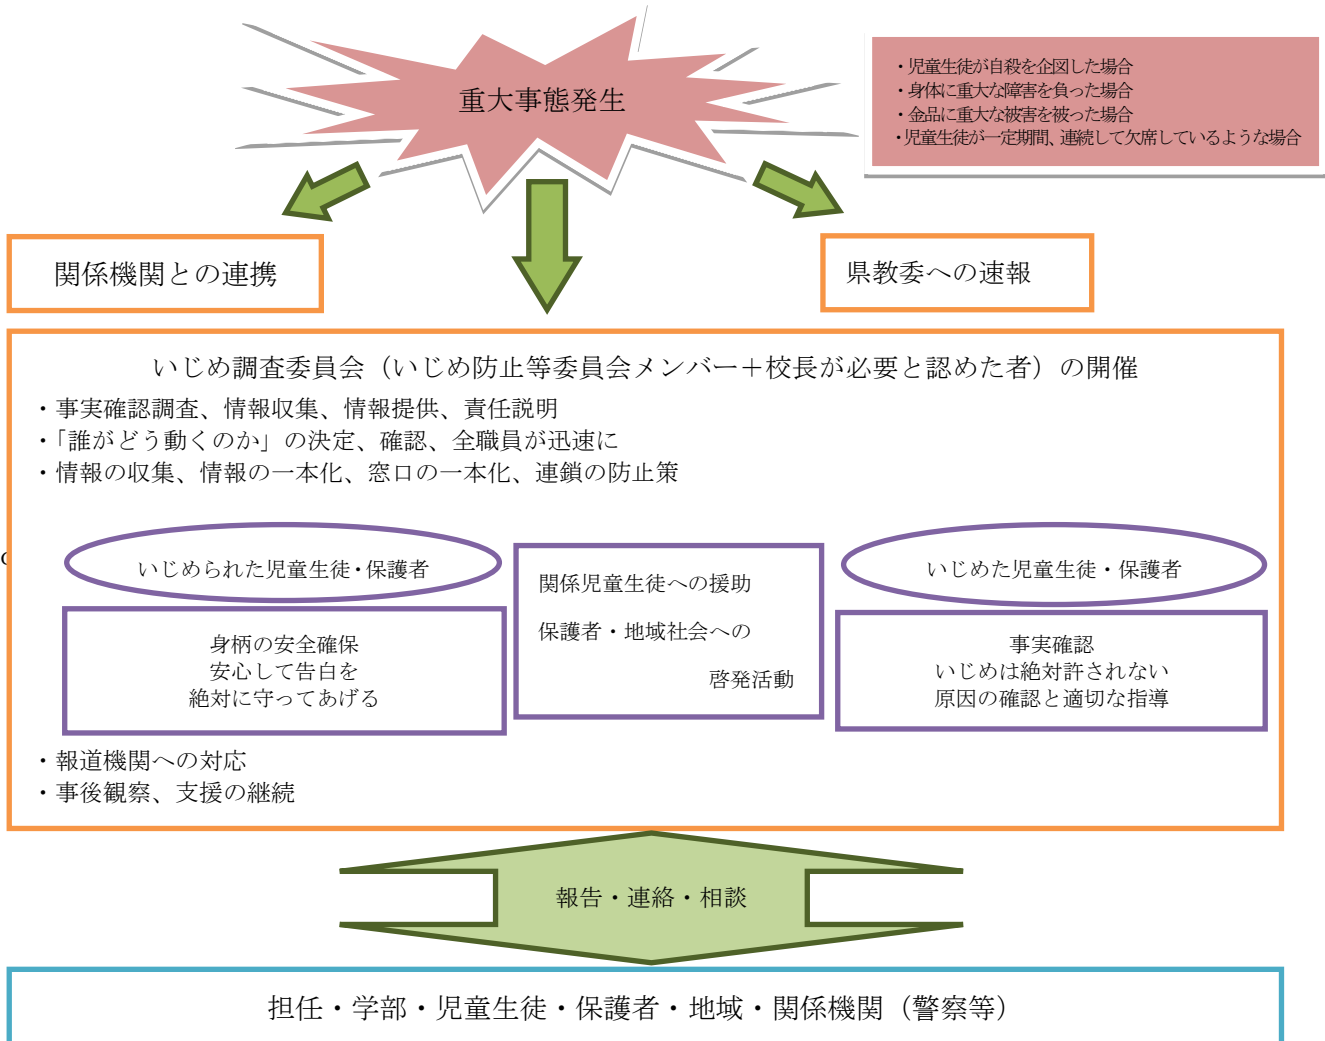 重大事態発生
・児童生徒が自殺を企図した場合
・身体に重大な障害を負った場合
・金品に重大な被害を被った場合
・児童生徒が一定期間、連続して欠席しているような場合
関係機関との連携
県教委への速報
いじめ調査委員会（いじめ防止等委員会メンバー＋校長が必要と認めた者）の開催
・事実確認調査、情報収集、情報提供、責任説明
・「誰がどう動くのか」の決定、確認、全職員が迅速に
・情報の収集、情報の一本化、窓口の一本化、連鎖の防止策
いじめられた児童生徒・保護者
身柄の安全確保
安心して告白を
絶対に守ってあげる
関係児童生徒への援助
保護者・地域社会への
啓発活動
いじめた児童生徒・保護者
事実確認
いじめは絶対許されない
原因の確認と適切な指導
・報道機関への対応
・事後観察、支援の継続
報告・連絡・相談
担任・学部・児童生徒・保護者・地域・関係機関（警察等）